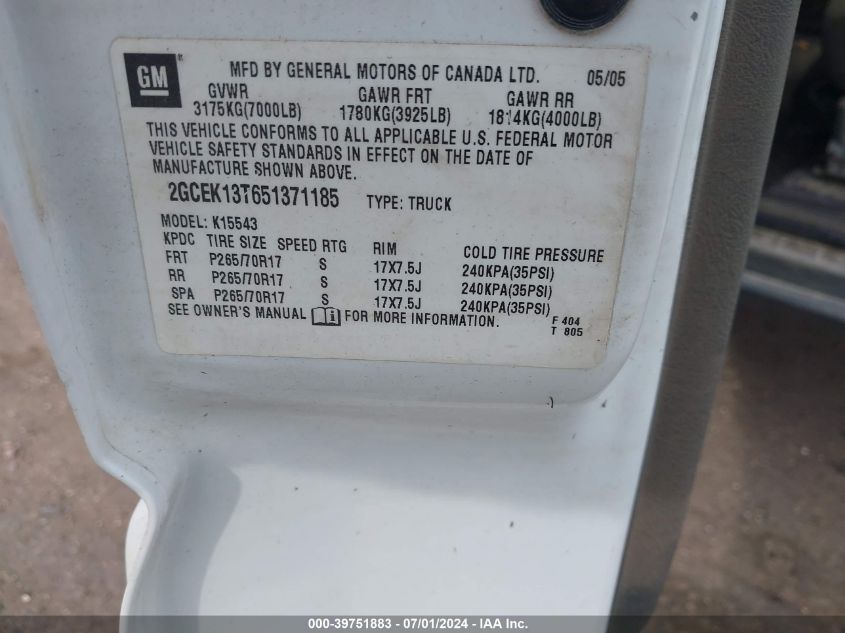 GM
MFD BY GENERAL MOTORS OF CANADA LTD. 05/05
GVWR GAWR FRT GAWR RR
3175KG(7000LB) 1780KG(3925LB) 1814KG(4000LB)
THIS VEHICLE CONFORMS TO ALL APPLICABLE U.S. FEDERAL MOTOR
VEHICLE SAFETY STANDARDS IN EFFECT ON THE DATE OF
MANUFACTURE SHOWN ABOVE.
2GCEK13T651371185 TYPE: TRUCK
MODEL: K15543
KPDC TIRE SIZE SPEED RTG RIM COLD TIRE PRESSURE
FRT P265/70R17 S 17X7.5J 240KPA(35PSI)
RR P265/70R17 S 17X7.5J 240KPA(35PSI)
SPA P265/70R17 S 17X7.5J 240KPA(35PSI)
SEE OWNER'S MANUAL FOR MORE INFORMATION. F 404
T 805
000-39751883 - 07/01/2024 - IAA Inc.